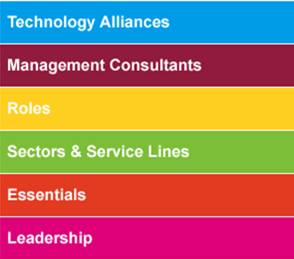 Technology Alliances
Management Consultants
Roles
Sectors & Service Lines
Essentials
Leadership